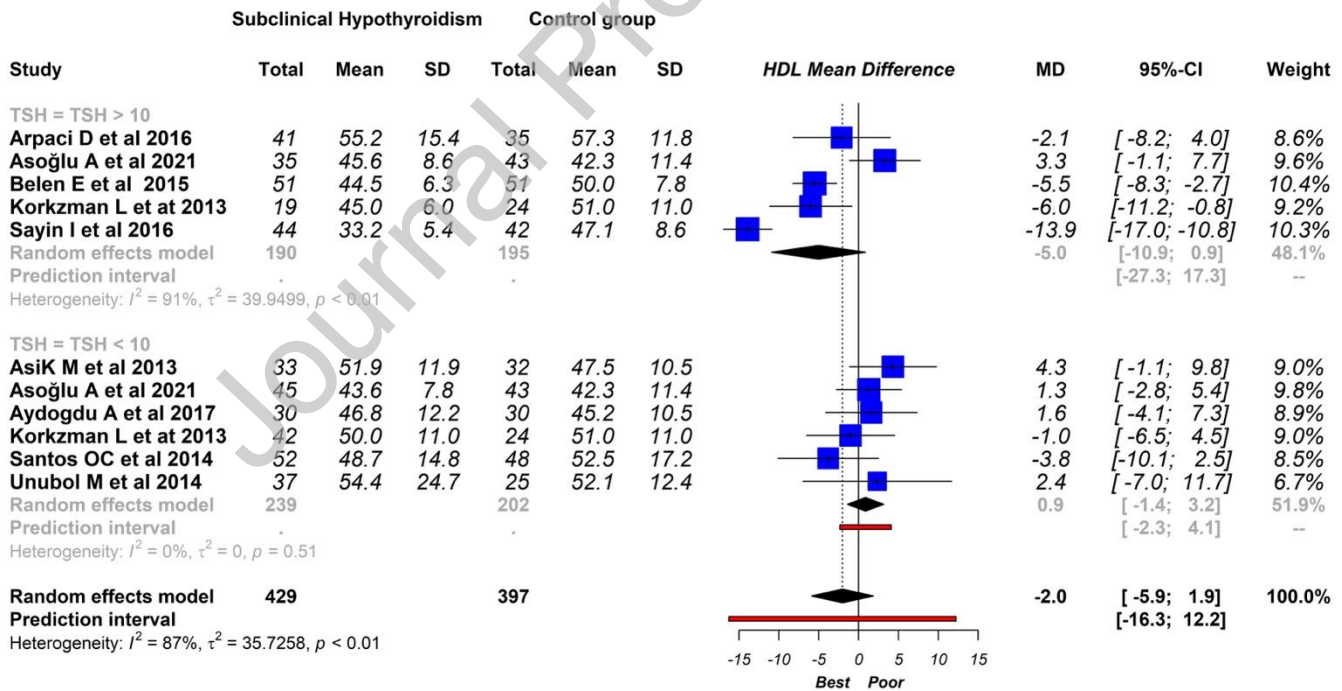 Subclinical Hypothyroidism Control group
Study Total Mean SD Total Mean SD HDL Mean Difference MD 95%-CI Weight
TSH = TSH > 10
Arpaci D et al 2016 41 55.2 15.4 35 57.3 11.8 -2.1 [ -8.2; 4.0] 8.6%
Asoğlu A et al 2021 35 45.6 8.6 43 42.3 11.4 3.3 [ -1.1; 7.7] 9.6%
Belen E et al 2015 51 44.5 6.3 51 50.0 7.8 -5.5 [ -8.3; -2.7] 10.4%
Korkzman L et at 2013 19 45.0 6.0 24 51.0 11.0 -6.0 [-11.2; -0.8] 9.2%
Sayin I et al 2016 44 33.2 5.4 42 47.1 8.6 -13.9 [-17.0; -10.8] 10.3%
Random effects model 190 195 -5.0 [-10.9; 0.9] 48.1%
Prediction interval . . [-27.3; 17.3] --
Heterogeneity: I² = 91%, τ² = 39.9499, p < 0.01
TSH = TSH < 10
AsiK M et al 2013 33 51.9 11.9 32 47.5 10.5 4.3 [ -1.1; 9.8] 9.0%
Asoğlu A et al 2021 45 43.6 7.8 43 42.3 11.4 1.3 [ -2.8; 5.4] 9.8%
Aydogdu A et al 2017 30 46.8 12.2 30 45.2 10.5 1.6 [ -4.1; 7.3] 8.9%
Korkzman L et at 2013 42 50.0 11.0 24 51.0 11.0 -1.0 [ -6.5; 4.5] 9.0%
Santos OC et al 2014 52 48.7 14.8 48 52.5 17.2 -3.8 [-10.1; 2.5] 8.5%
Unubol M et al 2014 37 54.4 24.7 25 52.1 12.4 2.4 [ -7.0; 11.7] 6.7%
Random effects model 239 202 0.9 [ -1.4; 3.2] 51.9%
Prediction interval . . [ -2.3; 4.1] --
Heterogeneity: I² = 0%, τ² = 0, p = 0.51
Random effects model 429 397 -2.0 [ -5.9; 1.9] 100.0%
Prediction interval [-16.3; 12.2]
Heterogeneity: I² = 87%, τ² = 35.7258, p < 0.01
-15 -10 -5 0 5 10 15
Best Poor
Journal